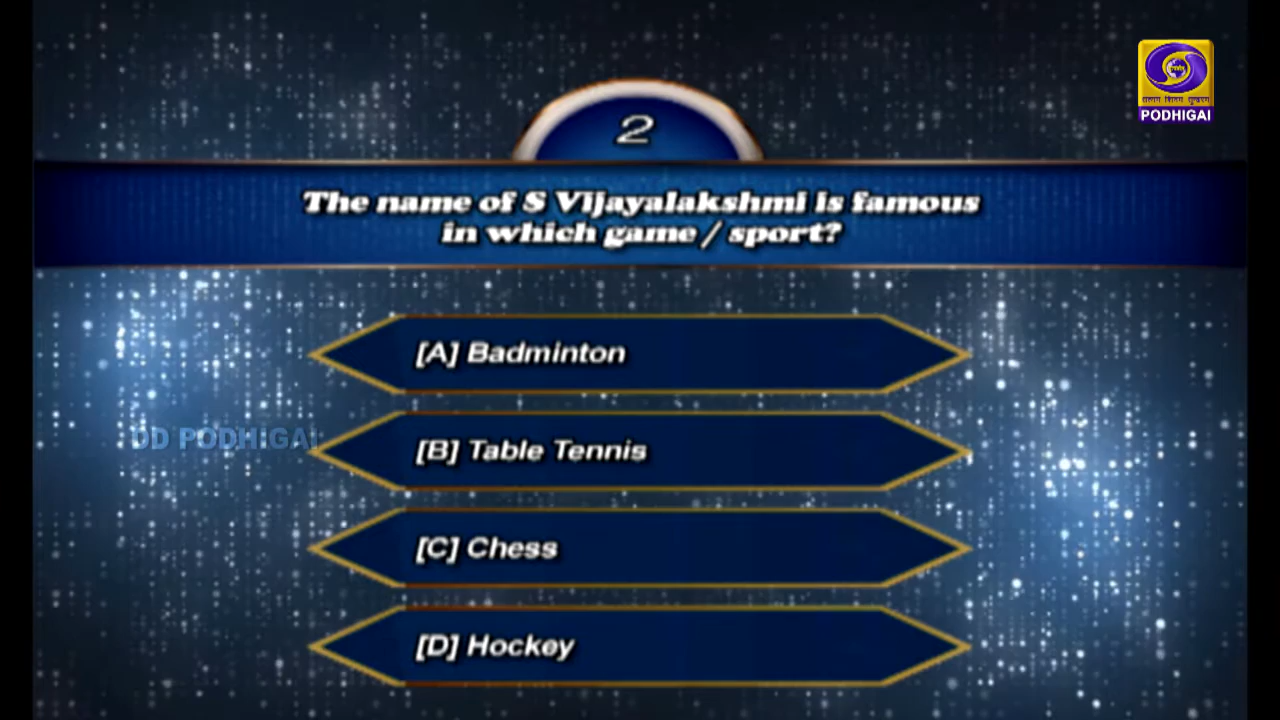 PODHIGAI
2
The name of S Vijayalakshmi is famous
in which game / sport?
[A] Badminton
DD PODHIGAI
[B] Table Tennis
[C] Chess
[D] Hockey